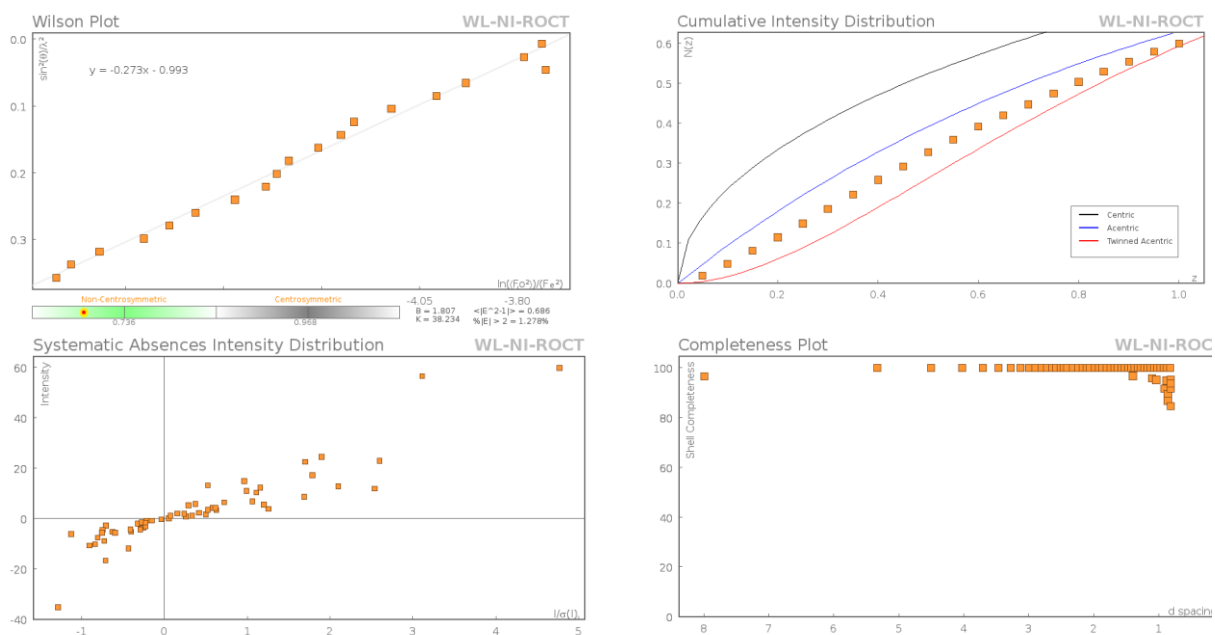 Wilson Plot
WL-NI-ROCT
sin²(θ)/λ²
0.0
0.1
0.2
0.3
y = -0.273x - 0.993
ln(⟨Fo²⟩)/(Fe²)
-4.05
-3.80
Non-Centrosymmetric
Centrosymmetric
0.736
0.968
B = 1.807
K = 38.234
<|E^2-1|> = 0.686
%|E| > 2 = 1.278%
Cumulative Intensity Distribution
WL-NI-ROCT
N(z)
0.6
0.5
0.4
0.3
0.2
0.1
0.0
Centric
Acentric
Twinned Acentric
z
0.0
0.2
0.4
0.6
0.8
1.0
Systematic Absences Intensity Distribution
WL-NI-ROCT
Intensity
60
40
20
0
-20
-40
I/σ(I)
-1
0
1
2
3
4
5
Completeness Plot
WL-NI-ROCT
Shell Completeness
100
80
60
40
20
0
d spacing
8
7
6
5
4
3
2
1